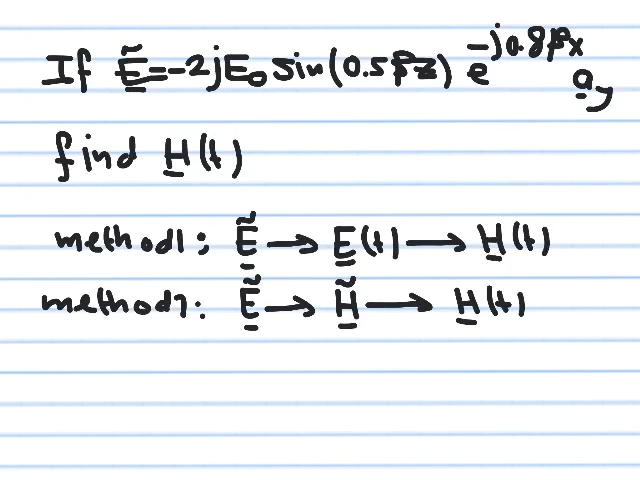 If Ẽ=-2jE₀ sin(0.5βz) e^-j0.8βx a_y
find H(t)
method1: Ẽ → E(t) → H(t)
method2: Ẽ → H̃ → H(t)